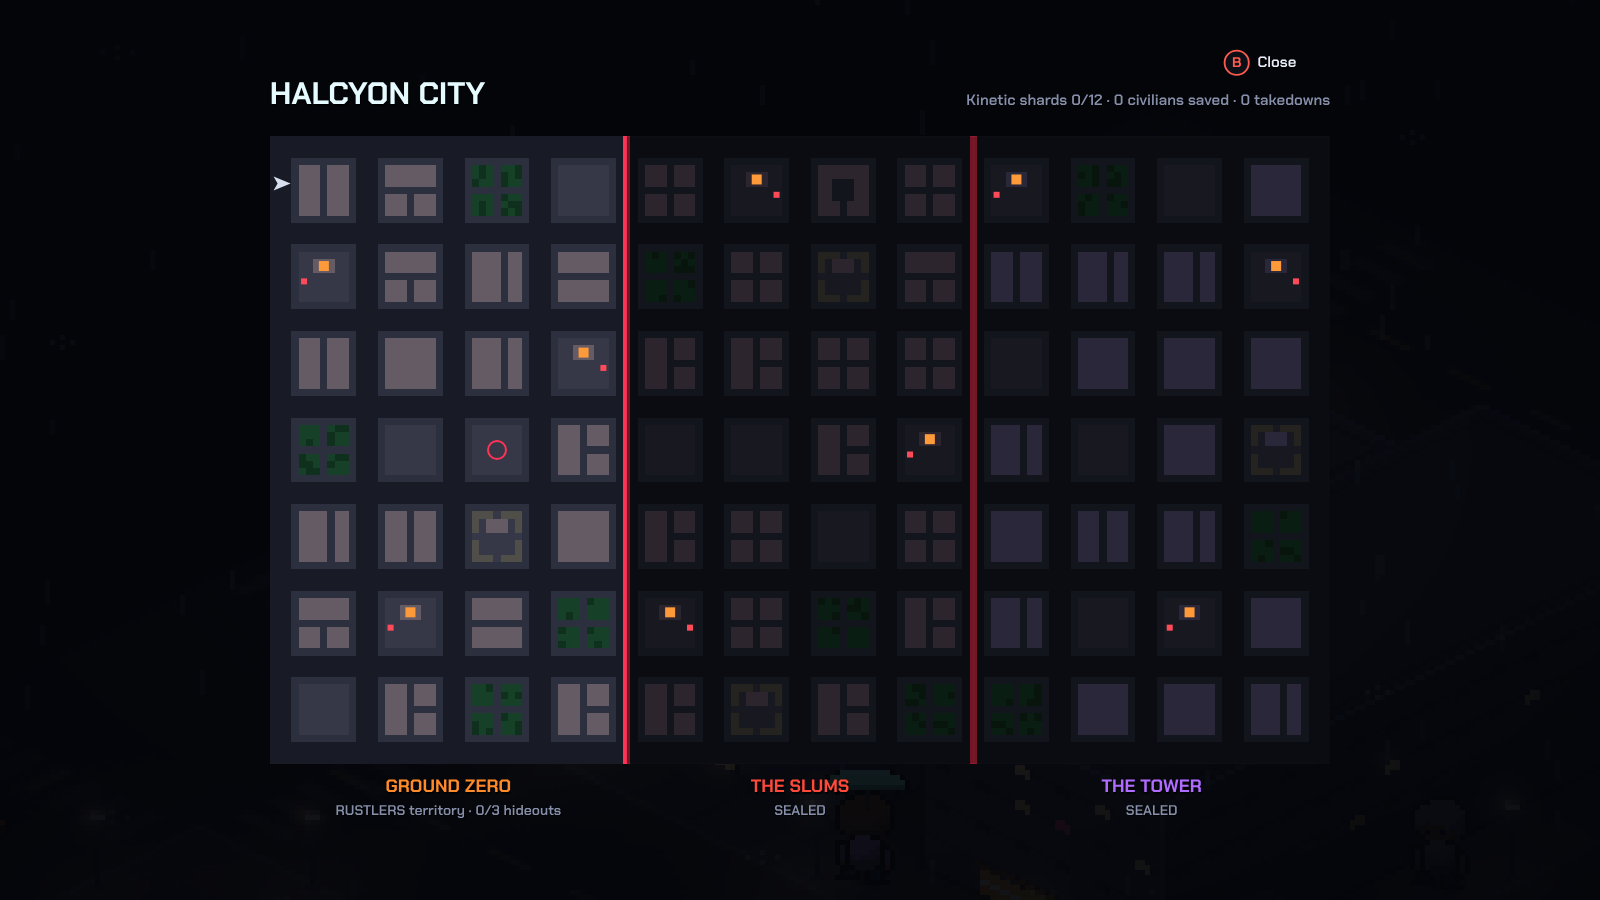 B Close
HALCYON CITY
Kinetic shards 0/12 · 0 civilians saved · 0 takedowns
GROUND ZERO
RUSTLERS territory · 0/3 hideouts
THE SLUMS
SEALED
THE TOWER
SEALED